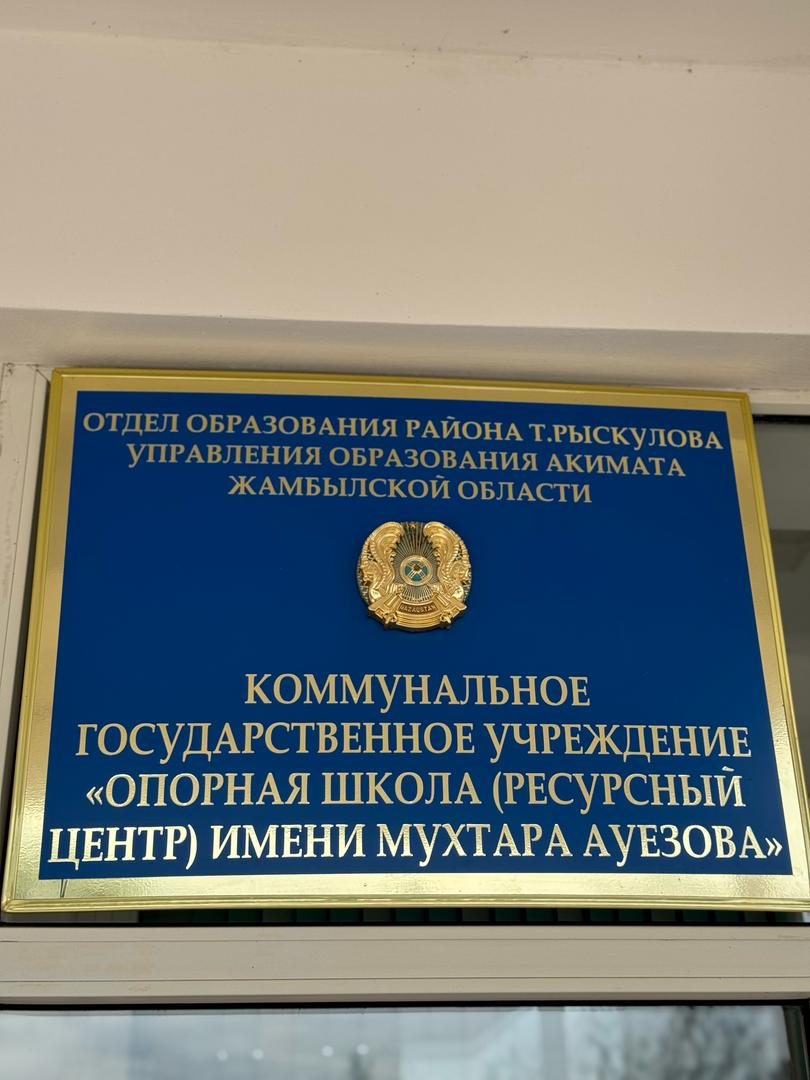 ОТДЕЛ ОБРАЗОВАНИЯ РАЙОНА Т.РЫСКУЛОВА
УПРАВЛЕНИЯ ОБРАЗОВАНИЯ АКИМАТА
ЖАМБЫЛСКОЙ ОБЛАСТИ
QAZAQSTAN
КОММУНАЛЬНОЕ
ГОСУДАРСТВЕННОЕ УЧРЕЖДЕНИЕ
«ОПОРНАЯ ШКОЛА (РЕСУРСНЫЙ
ЦЕНТР) ИМЕНИ МУХТАРА АУЕЗОВА»